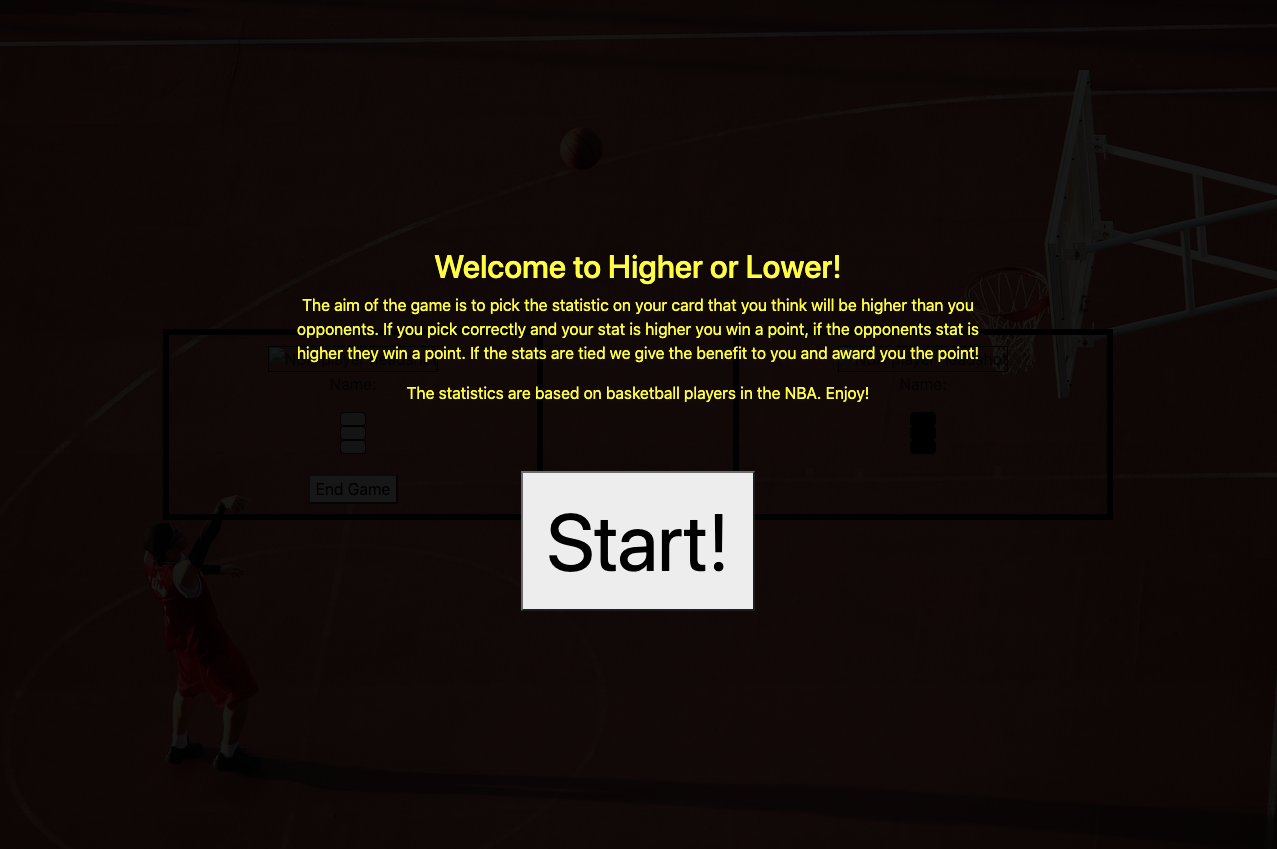 Welcome to Higher or Lower!
The aim of the game is to pick the statistic on your card that you think will be higher than you
opponents. If you pick correctly and your stat is higher you win a point, if the opponents stat is
higher they win a point. If the stats are tied we give the benefit to you and award you the point!
Name:
Name:
The statistics are based on basketball players in the NBA. Enjoy!
End Game
Start!